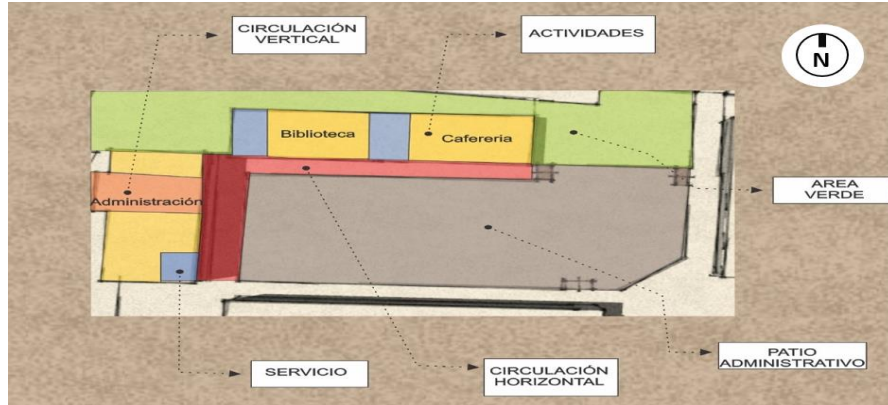 CIRCULACIÓN
VERTICAL
ACTIVIDADES
N
Biblioteca
Cafereria
Administración
AREA
VERDE
SERVICIO
CIRCULACIÓN
HORIZONTAL
PATIO
ADMINISTRATIVO